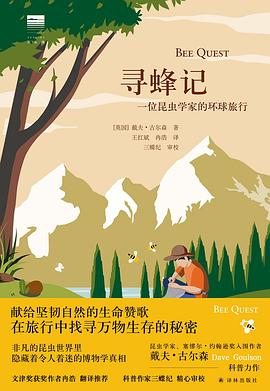 BEE QUEST
寻蜂记
一位昆虫学家的环球旅行
[英国] 戴夫·古尔森 著
王红斌 冉浩 译
三蝶纪 审校
献给坚韧自然的生命赞歌
在旅行中找寻万物生存的秘密
BEE QUEST
非凡的昆虫世界里
隐藏着令人着迷的博物学真相
昆虫学家、塞缪尔·约翰逊奖入围作者
戴夫·古尔森 Dave Goulson
科普力作
文津奖获奖作者冉浩 翻译推荐
科普作家三蝶纪 精心审校
译林出版社